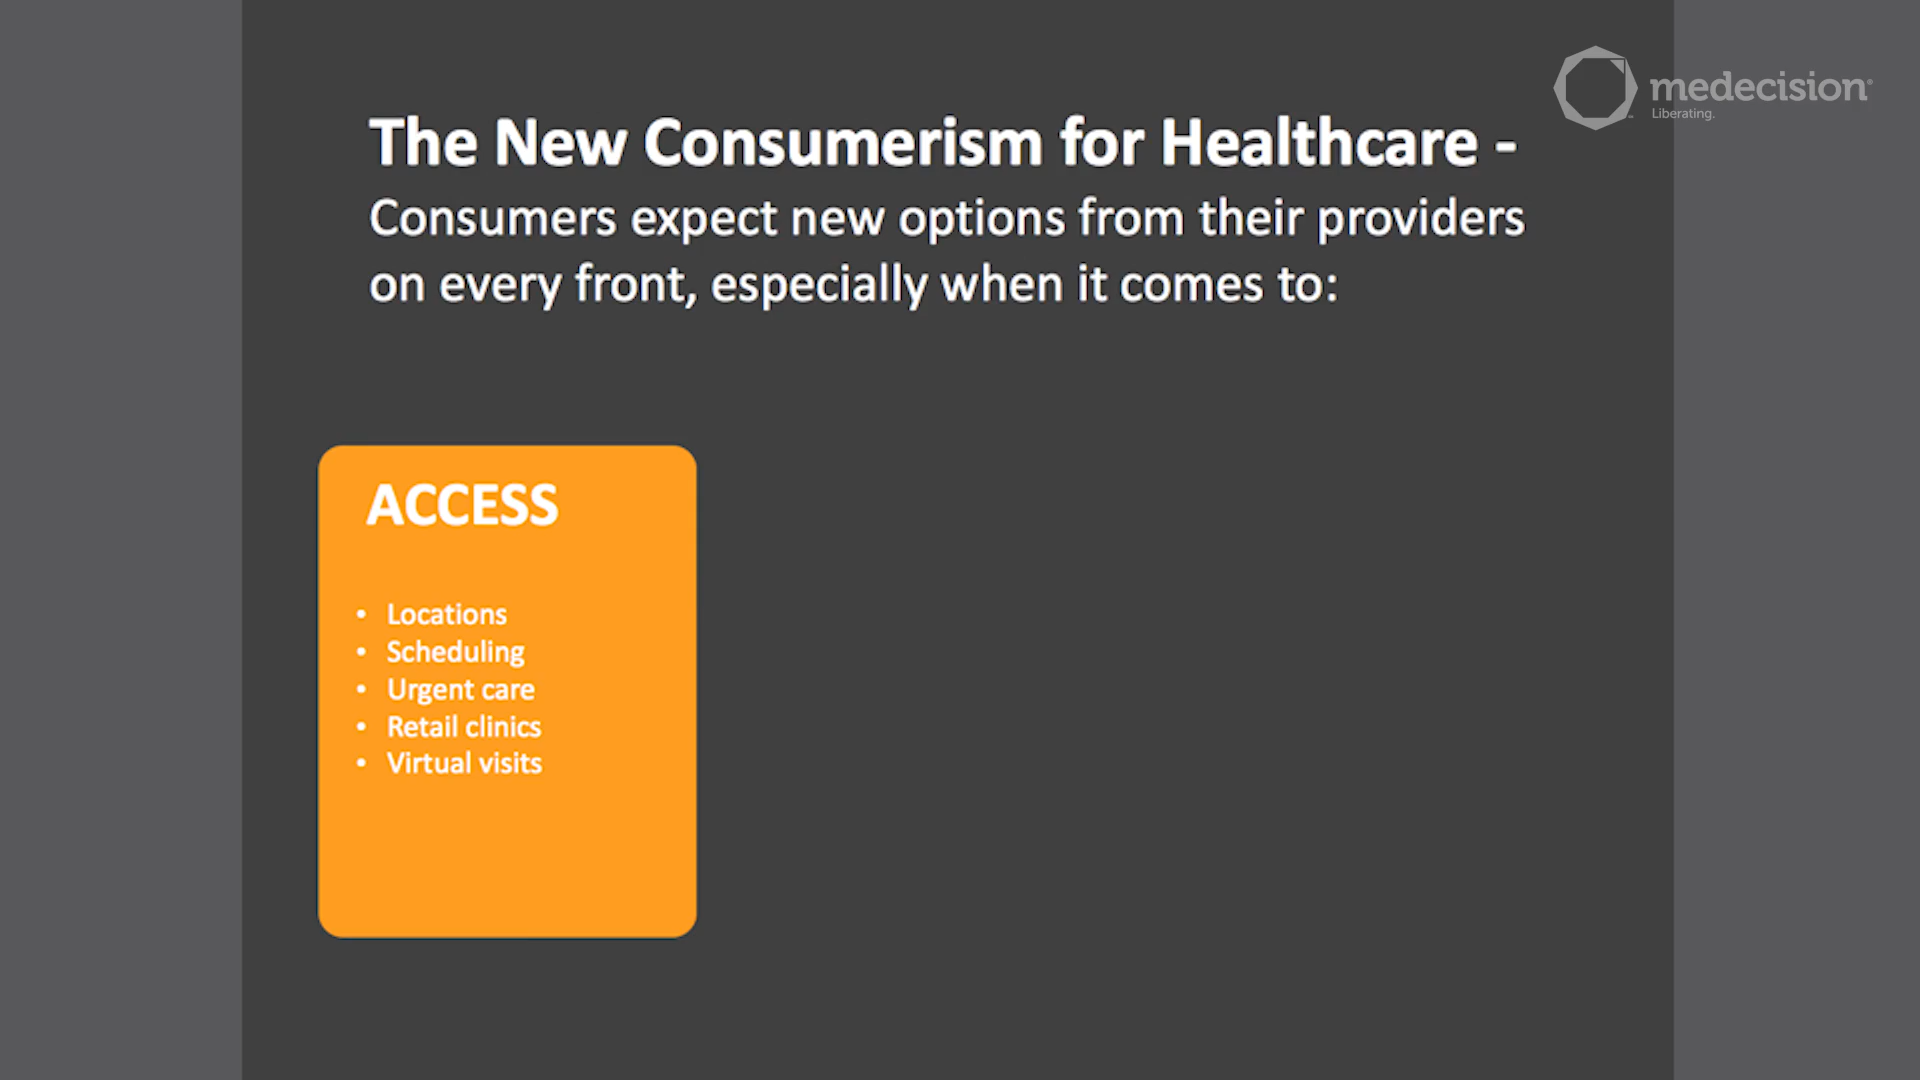 medecision®
Liberating.
The New Consumerism for Healthcare -
Consumers expect new options from their providers
on every front, especially when it comes to:
ACCESS
• Locations
• Scheduling
• Urgent care
• Retail clinics
• Virtual visits